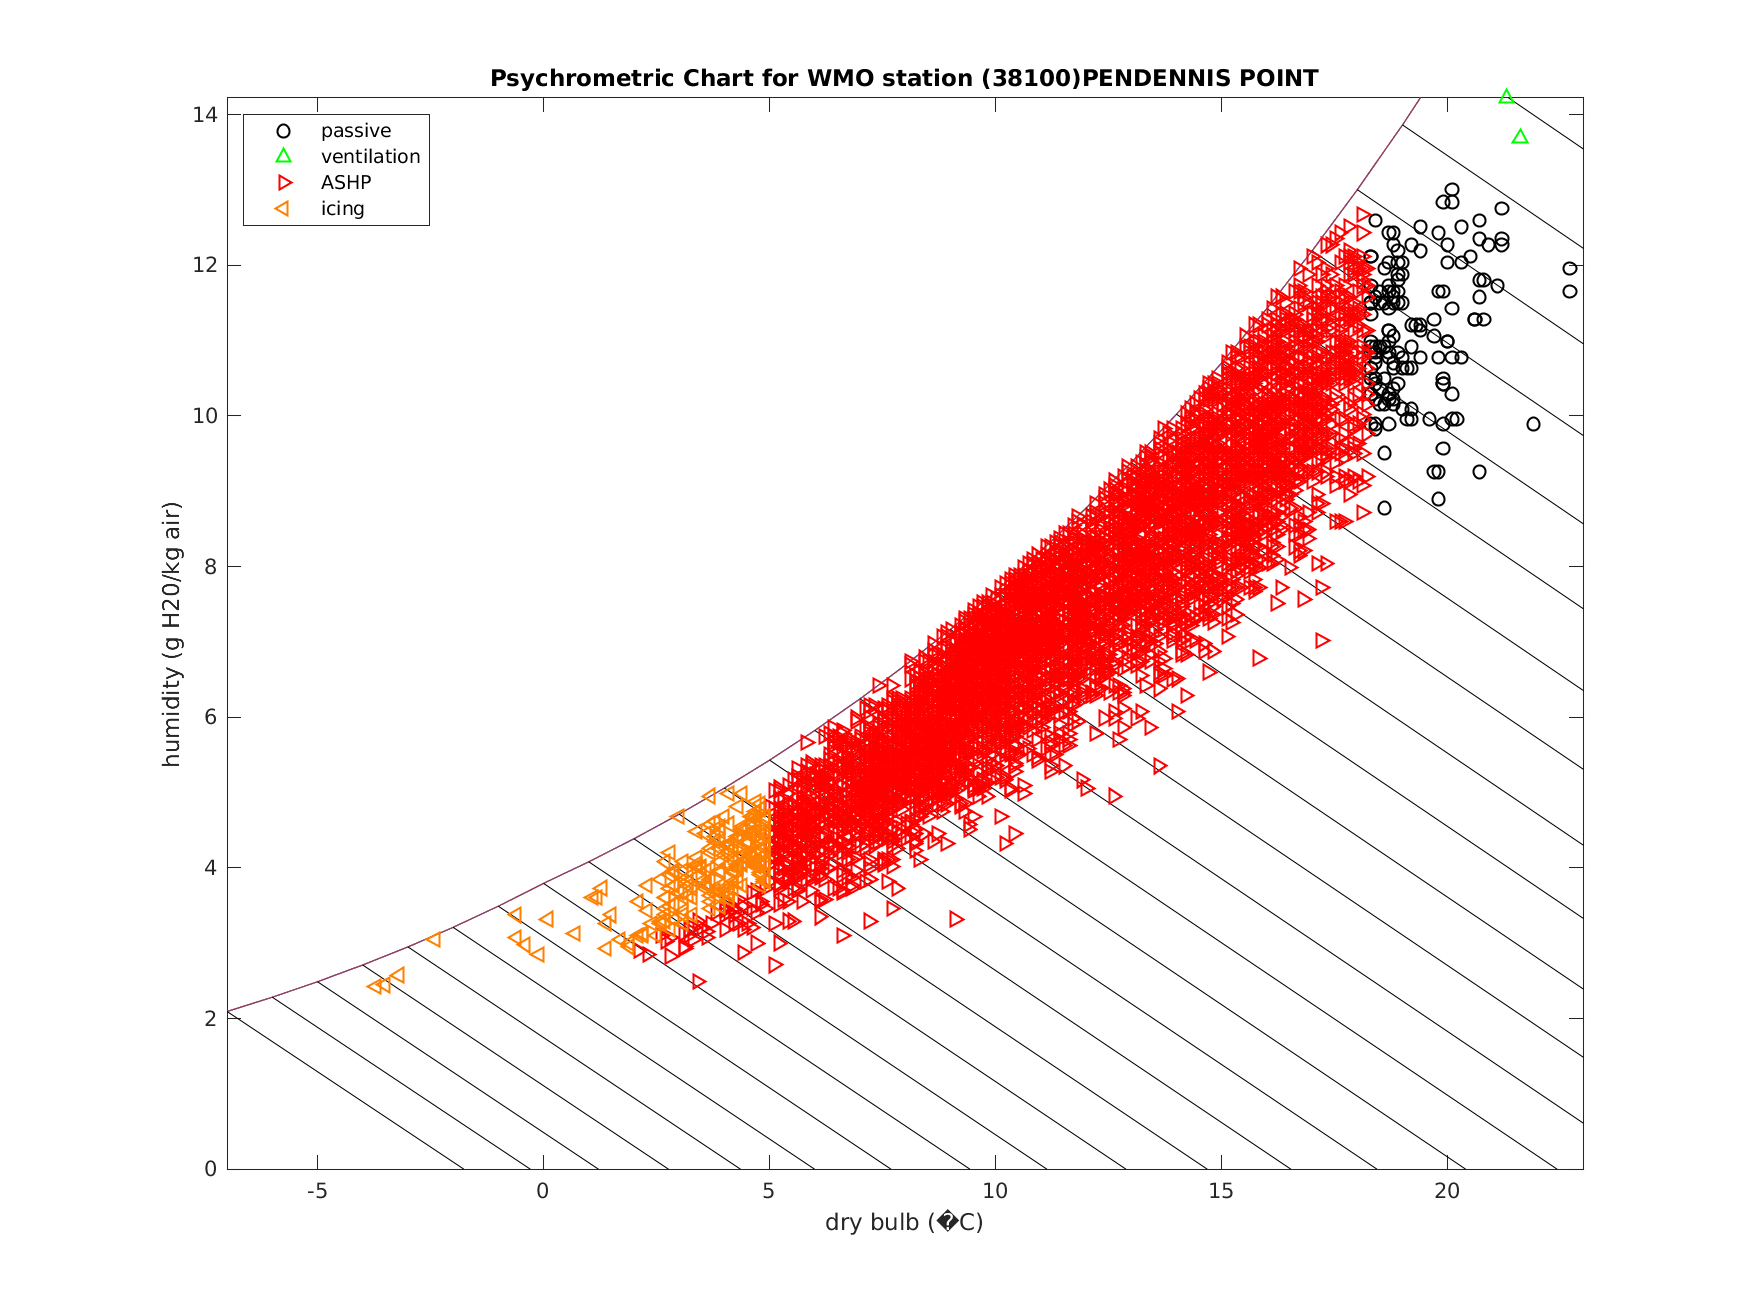 Psychrometric Chart for WMO station (38100)PENDENNIS POINT
passive
ventilation
ASHP
icing
humidity (g H20/kg air)
14
12
10
8
6
4
2
0
-5 0 5 10 15 20
dry bulb (�C)